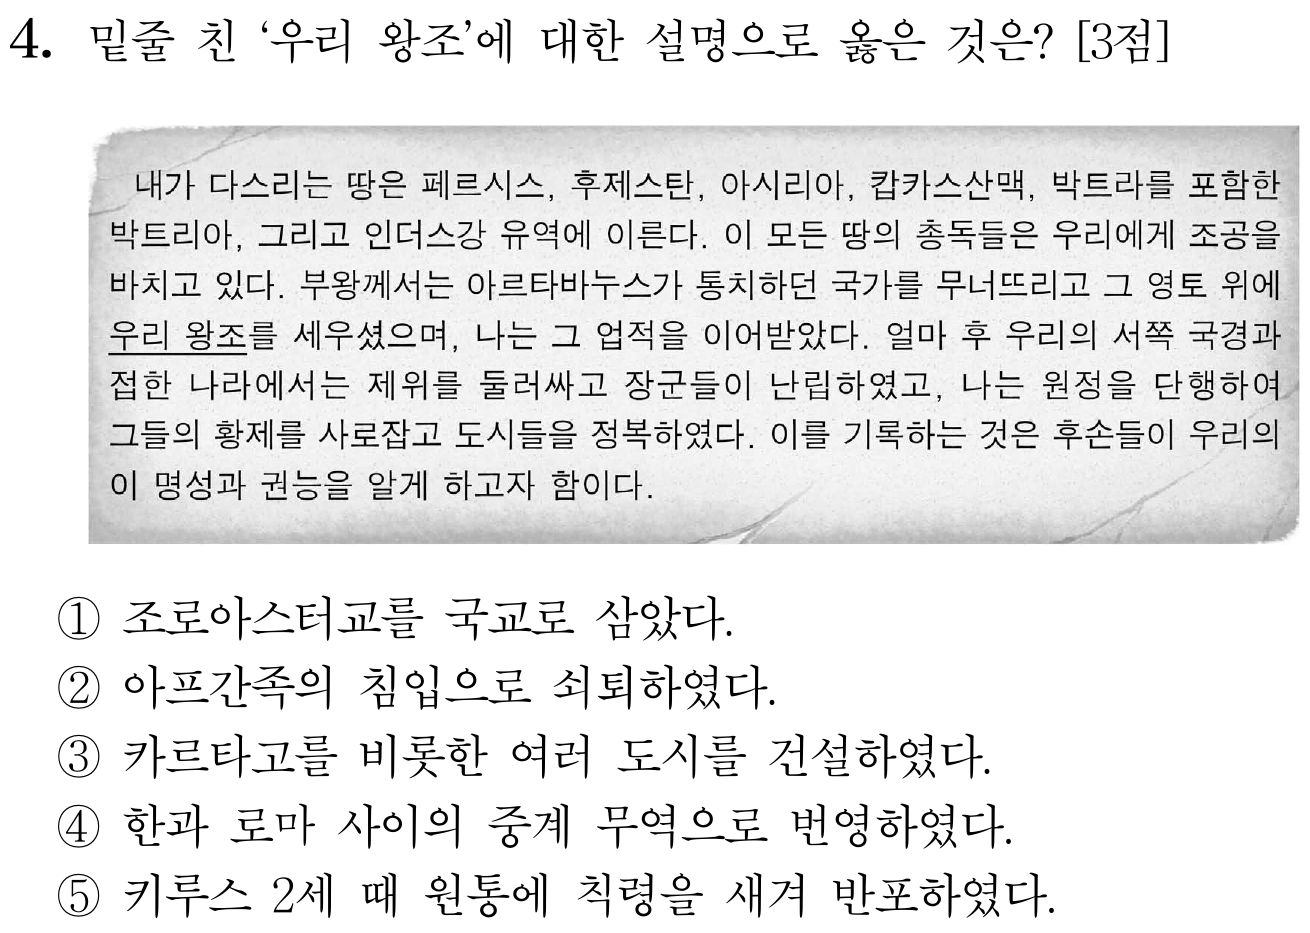 4. 밑줄 친 ‘우리 왕조’에 대한 설명으로 옳은 것은? [3점]
내가 다스리는 땅은 페르시스, 후제스탄, 아시리아, 캅카스산맥, 박트라를 포함한
박트리아, 그리고 인더스강 유역에 이른다. 이 모든 땅의 총독들은 우리에게 조공을
바치고 있다. 부왕께서는 아르타바누스가 통치하던 국가를 무너뜨리고 그 영토 위에
우리 왕조를 세우셨으며, 나는 그 업적을 이어받았다. 얼마 후 우리의 서쪽 국경과
접한 나라에서는 제위를 둘러싸고 장군들이 난립하였고, 나는 원정을 단행하여
그들의 황제를 사로잡고 도시들을 정복하였다. 이를 기록하는 것은 후손들이 우리의
이 명성과 권능을 알게 하고자 함이다.
① 조로아스터교를 국교로 삼았다.
② 아프간족의 침입으로 쇠퇴하였다.
③ 카르타고를 비롯한 여러 도시를 건설하였다.
④ 한과 로마 사이의 중계 무역으로 번영하였다.
⑤ 키루스 2세 때 원통에 칙령을 새겨 반포하였다.